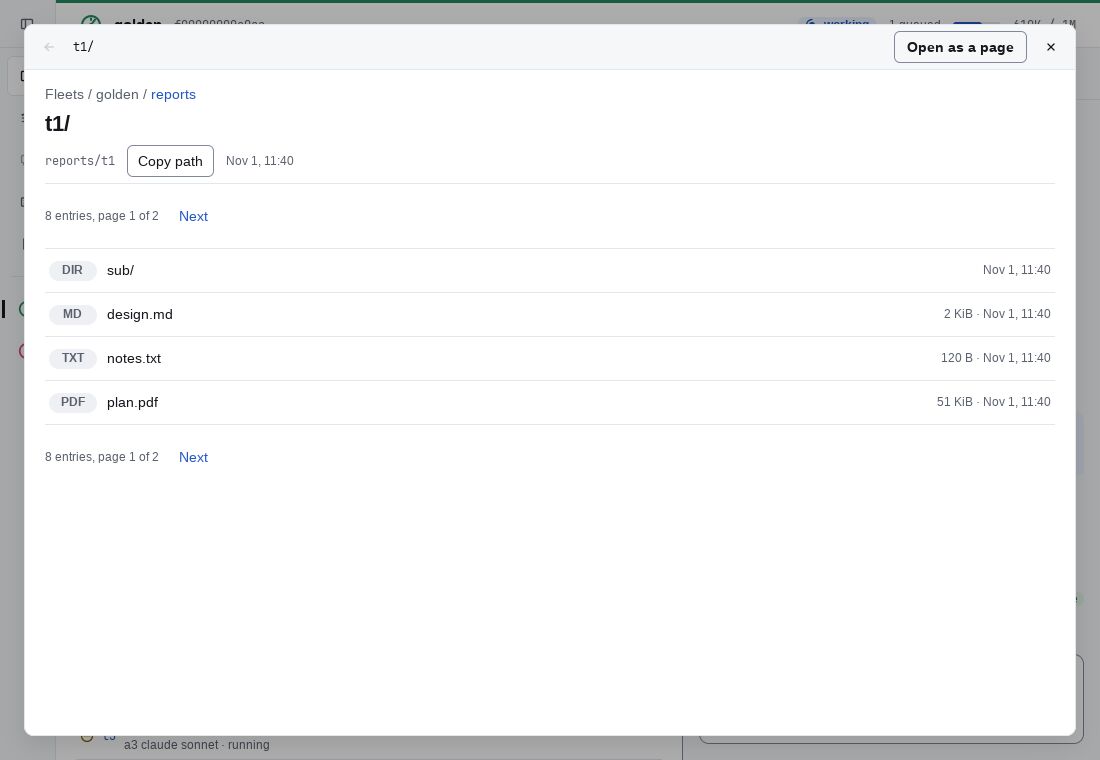 t1/
Open as a page
Fleets / golden / reports
t1/
reports/t1 Copy path Nov 1, 11:40
8 entries, page 1 of 2 Next
DIR sub/ Nov 1, 11:40
MD design.md 2 KiB · Nov 1, 11:40
TXT notes.txt 120 B · Nov 1, 11:40
PDF plan.pdf 51 KiB · Nov 1, 11:40
8 entries, page 1 of 2 Next
a3 claude sonnet · running